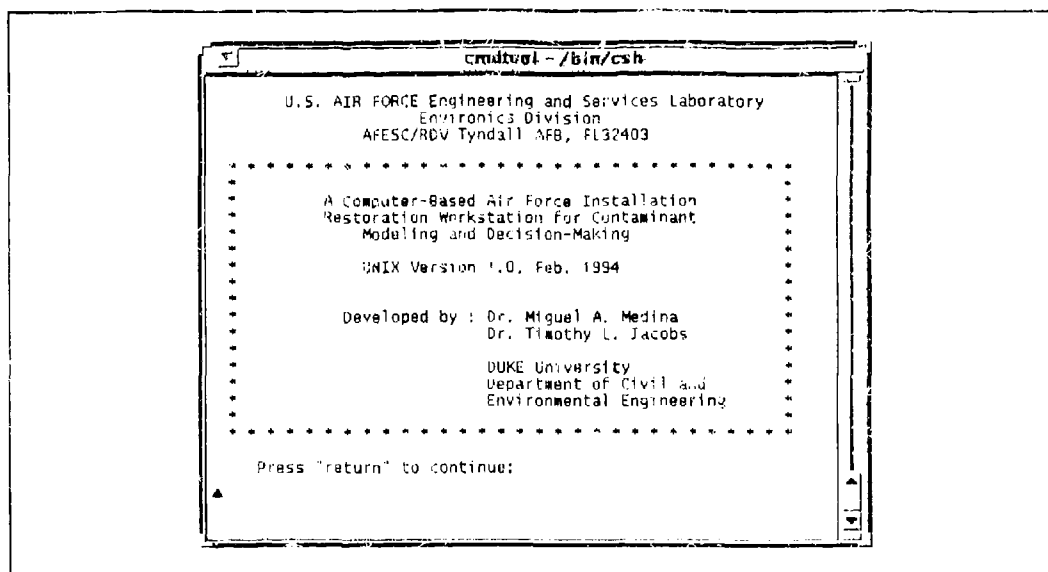 cmdtool - /bin/csh
U.S. AIR FORCE Engineering and Services Laboratory
Environics Division
AFESC/RDV Tyndall AFB, FL32403
* * * * * * * * * * * * * * * * * * * * * * * * * * * * * *
A Computer-Based Air Force Installation
Restoration Workstation for Contaminant
Modeling and Decision-Making
UNIX Version 1.0, Feb. 1994
Developed by : Dr. Miguel A. Medina
Dr. Timothy L. Jacobs
DUKE University
Department of Civil and
Environmental Engineering
* * * * * * * * * * * * * * * * * * * * * * * * * * * * * *
Press "return" to continue: